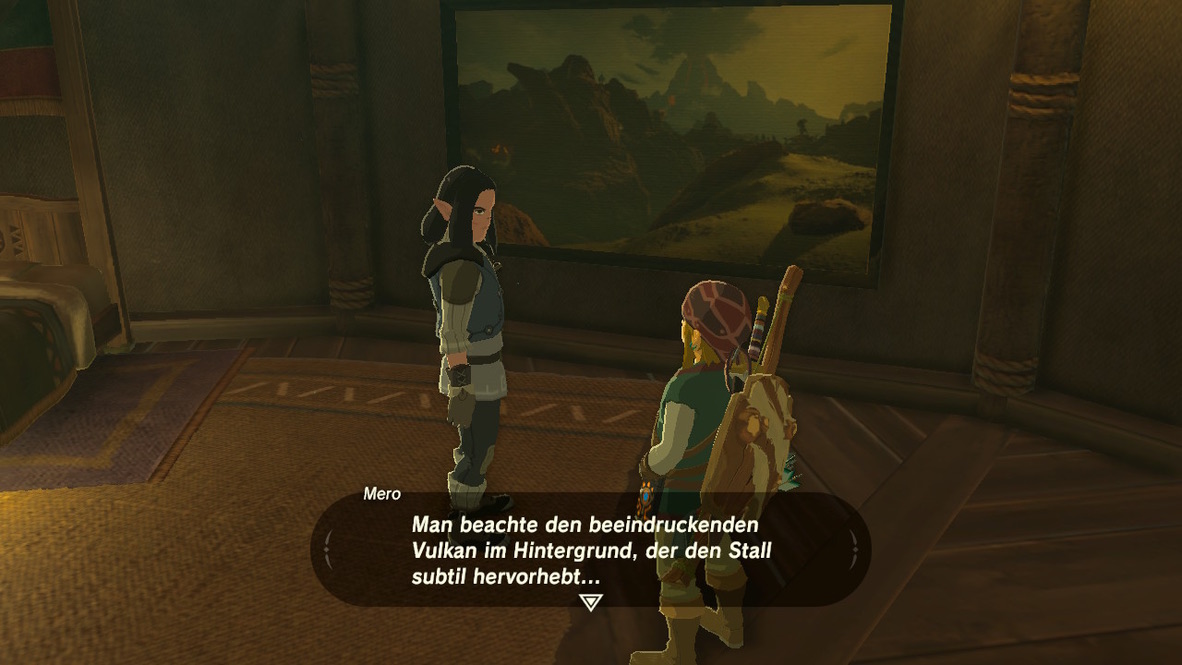 Mero
Man beachte den beeindruckenden
Vulkan im Hintergrund, der den Stall
subtil hervorhebt...